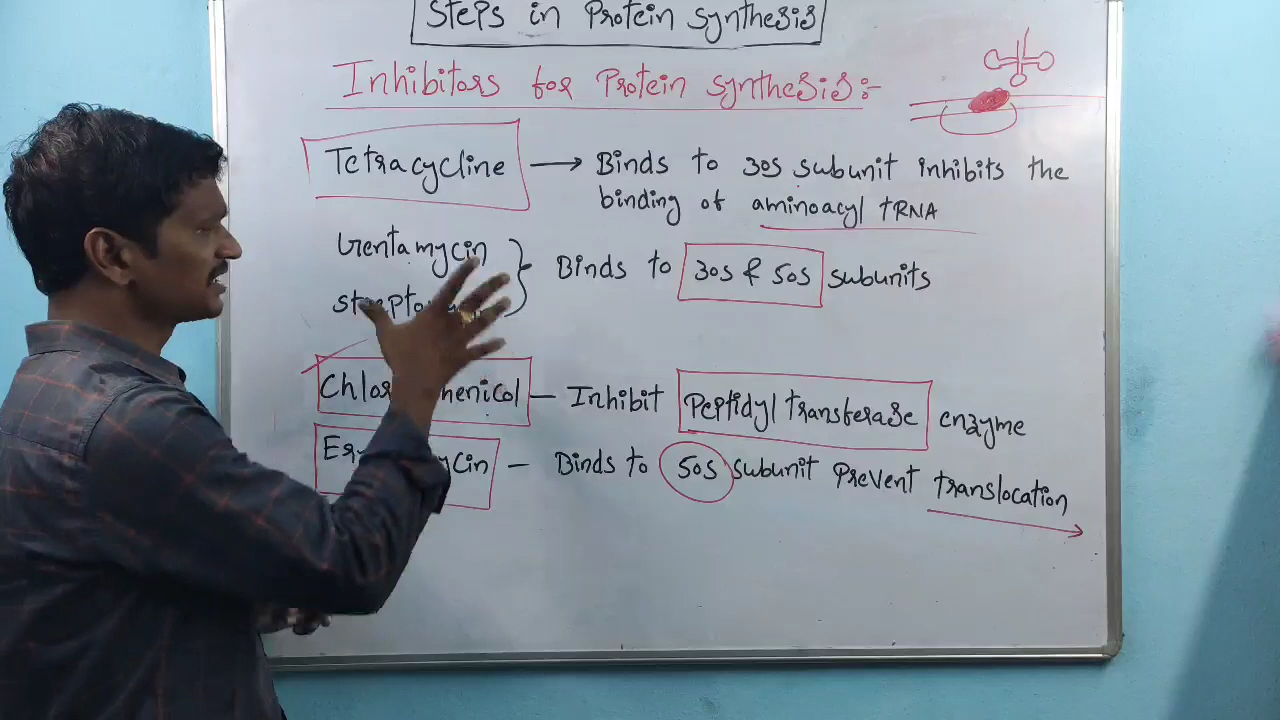 Steps in Protein synthesis
Inhibitors for Protein synthesis:-
Tetracycline → Binds to 30s subunit inhibits the
binding of aminoacyl tRNA
Gentamycin
Binds to 30s & 50s subunits
Inhibit Peptidyl transferase enzyme
Binds to 50s subunit Prevent translocation